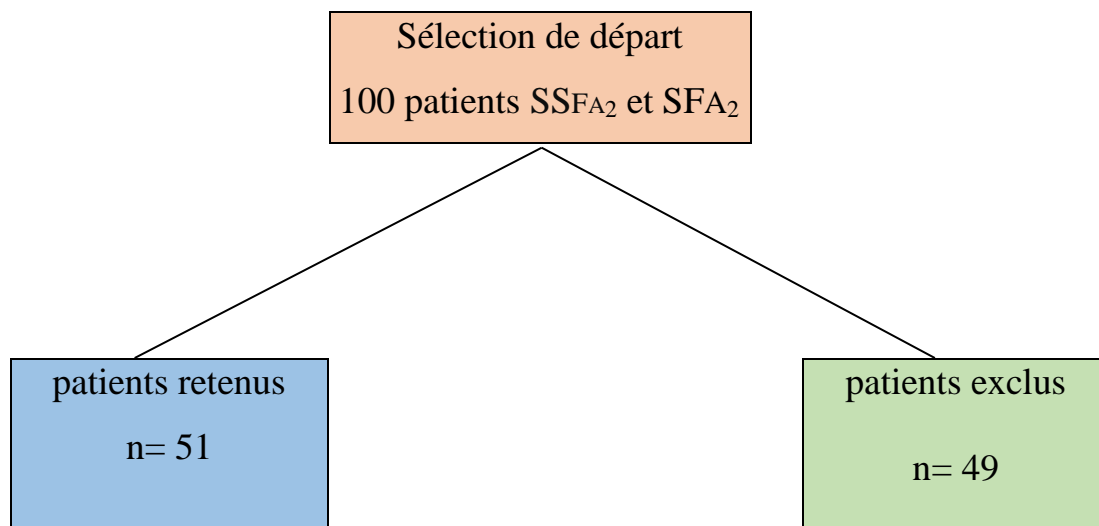 Sélection de départ
100 patients SSFA₂ et SFA₂
patients retenus
n= 51
patients exclus
n= 49